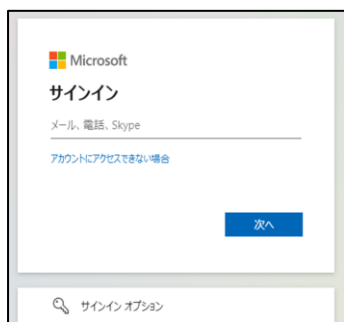 Microsoft
サインイン
メール、電話、Skype
アカウントにアクセスできない場合
次へ
サインイン オプション